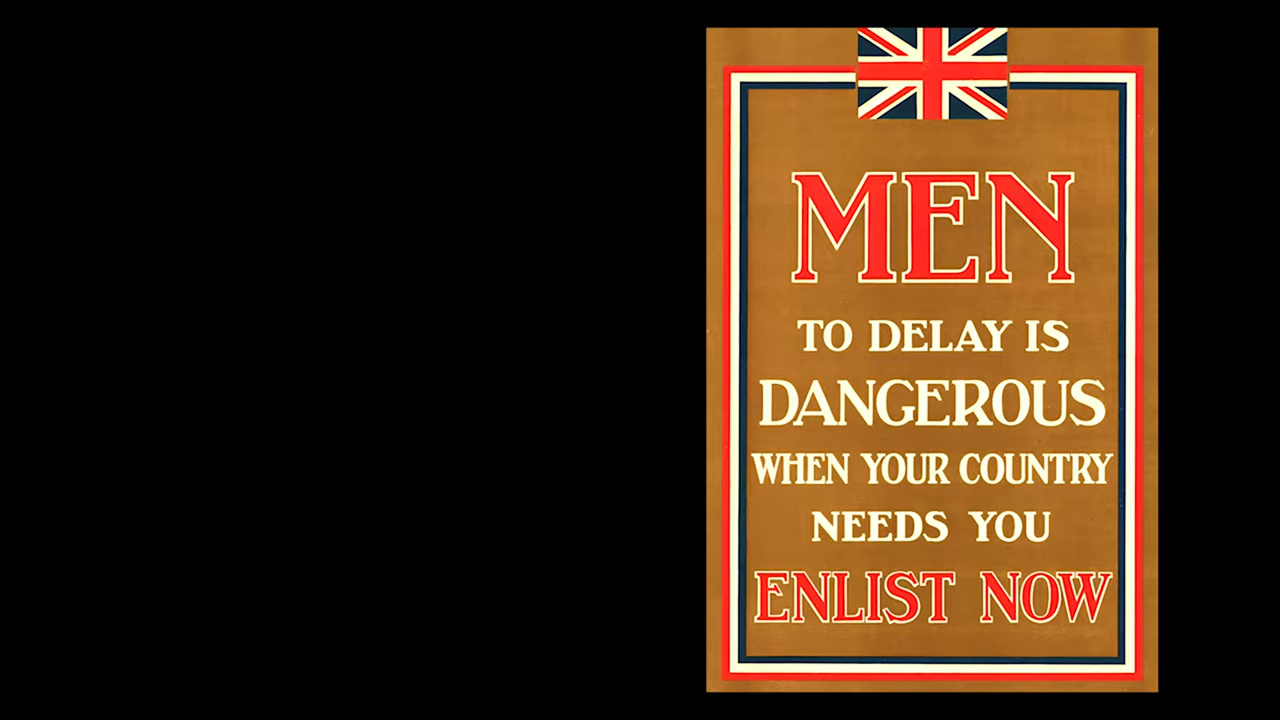 MEN
TO DELAY IS
DANGEROUS
WHEN YOUR COUNTRY
NEEDS YOU
ENLIST NOW